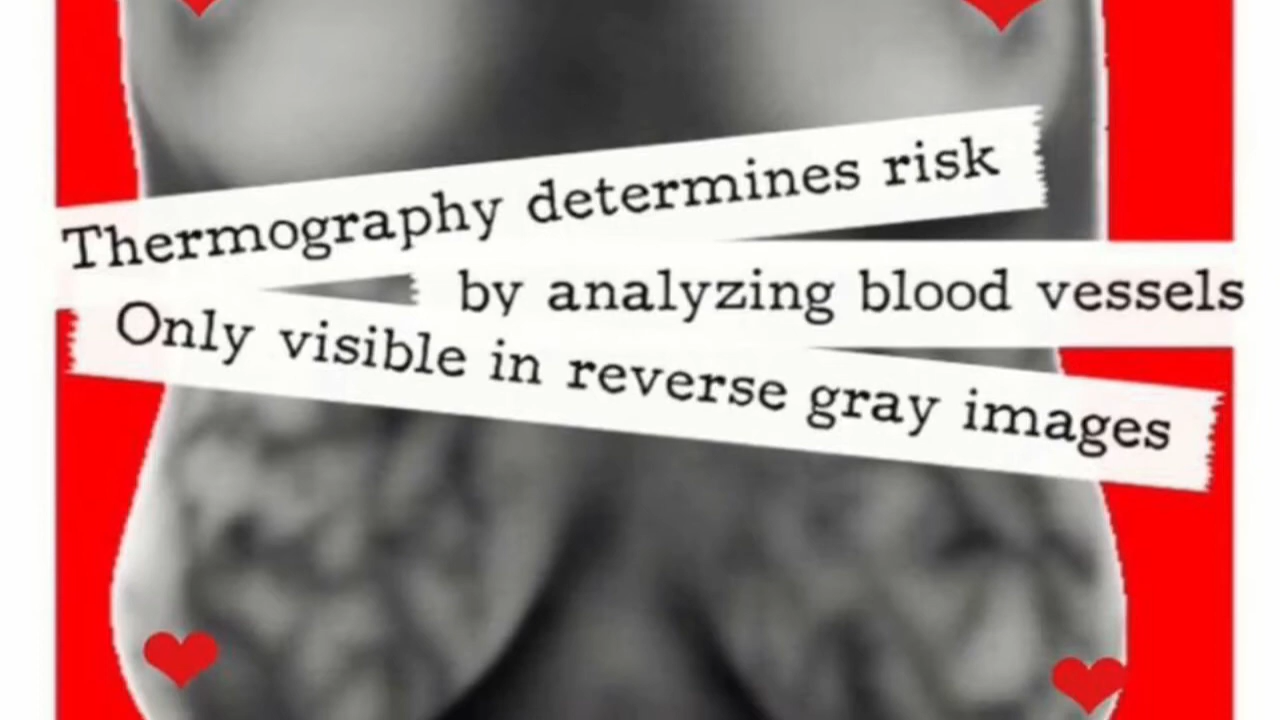 Thermography determines risk
by analyzing blood vessels
Only visible in reverse gray images